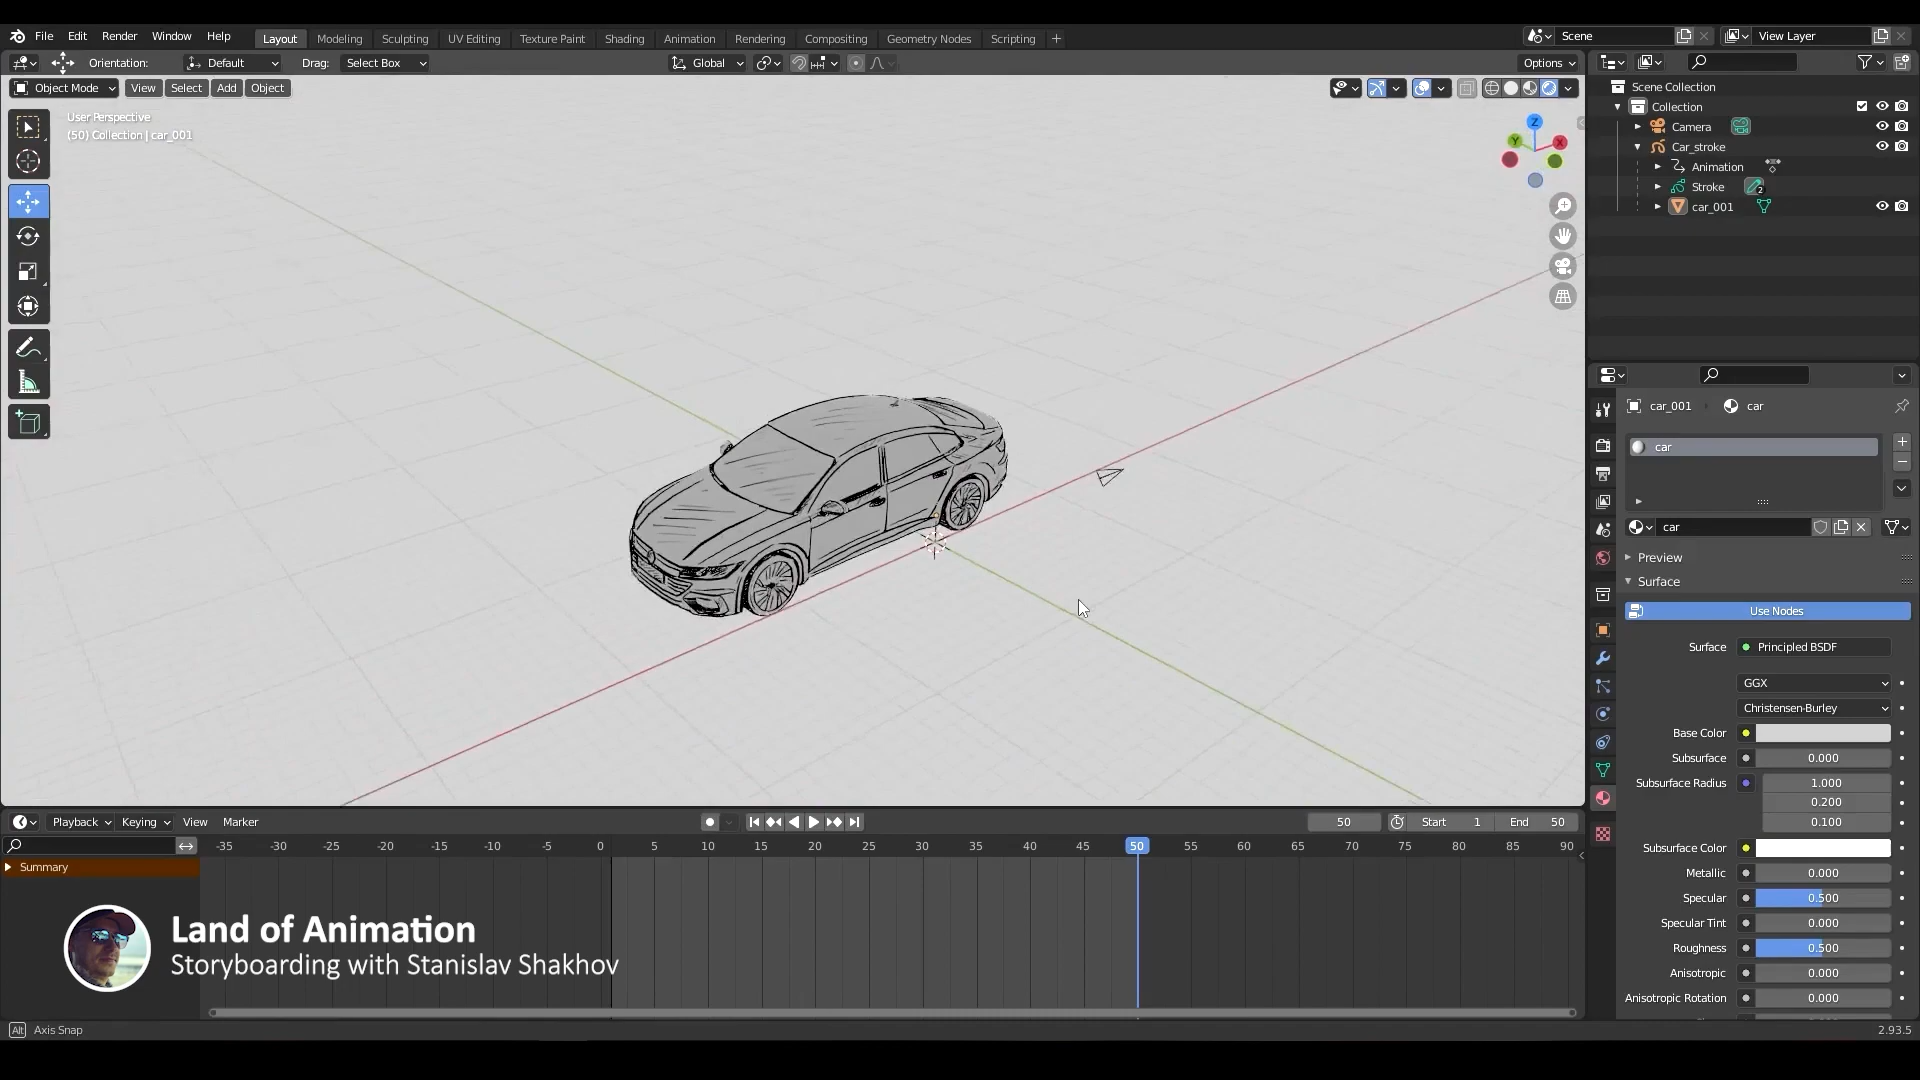 File Edit Render Window Help Layout Modeling Sculpting UV Editing Texture Paint Shading Animation Rendering Compositing Geometry Nodes Scripting + Scene View Layer
Orientation: Default Drag: Select Box Global Options
Object Mode View Select Add Object
User Perspective
(50) Collection | car_001
Z
Y
X
Scene Collection
Collection
Camera
Car_stroke
Animation
Stroke 2
car_001
car_001 car
car
car
Preview
Surface
Use Nodes
Surface Principled BSDF
GGX
Christensen-Burley
Base Color
Subsurface 0.000
Subsurface Radius 1.000
0.200
0.100
Subsurface Color
Metallic 0.000
Specular 0.500
Specular Tint 0.000
Roughness 0.500
Anisotropic 0.000
Anisotropic Rotation 0.000
Playback Keying View Marker 50 Start 1 End 50
-35 -30 -25 -20 -15 -10 -5 0 5 10 15 20 25 30 35 40 45 50 55 60 65 70 75 80 85 90
Summary
Land of Animation
Storyboarding with Stanislav Shakhov
Alt Axis Snap 2.93.5